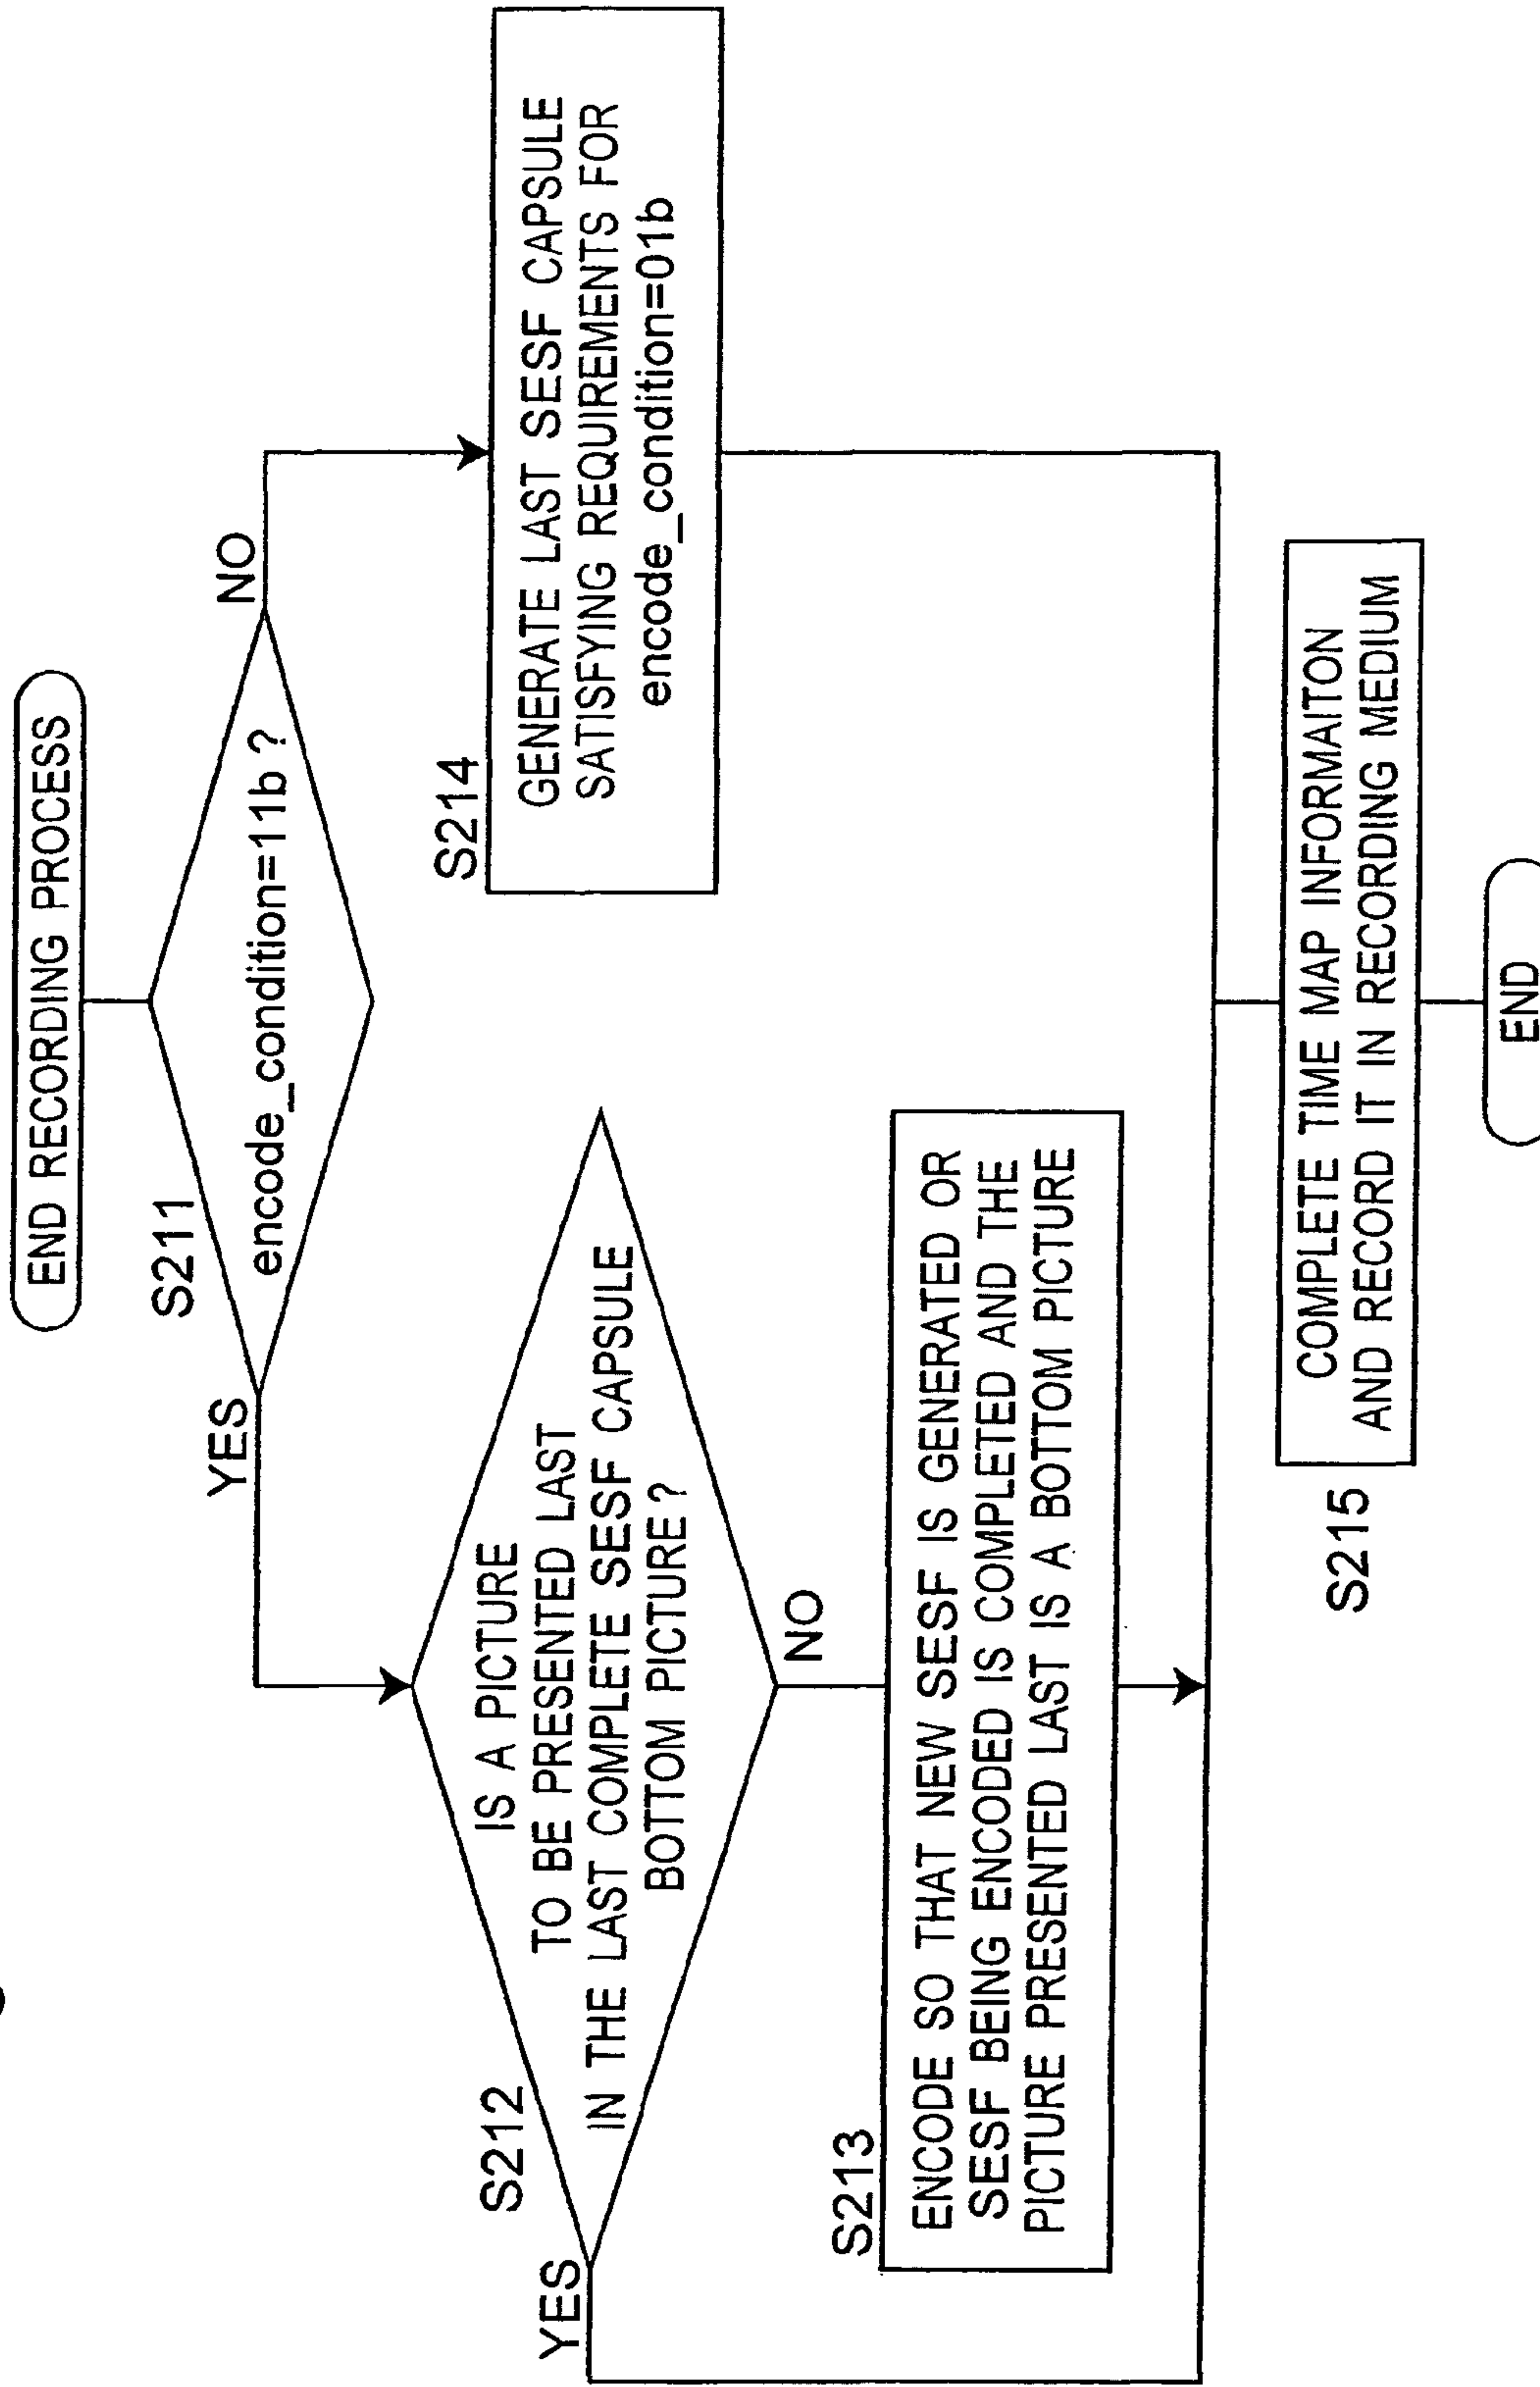 END RECORDING PROCESS
S211
encode_condition=11b ?
YES
NO
S212
IS A PICTURE
TO BE PRESENTED LAST
IN THE LAST COMPLETE SESF CAPSULE
BOTTOM PICTURE ?
YES
NO
S214
GENERATE LAST SESF CAPSULE
SATISFYING REQUIREMENTS FOR
encode_condition=01b
S213
ENCODE SO THAT NEW SESF IS GENERATED OR
SESF BEING ENCODED IS COMPLETED AND THE
PICTURE PRESENTED LAST IS A BOTTOM PICTURE
S215
COMPLETE TIME MAP INFORMAITON
AND RECORD IT IN RECORDING MEDIUM
END